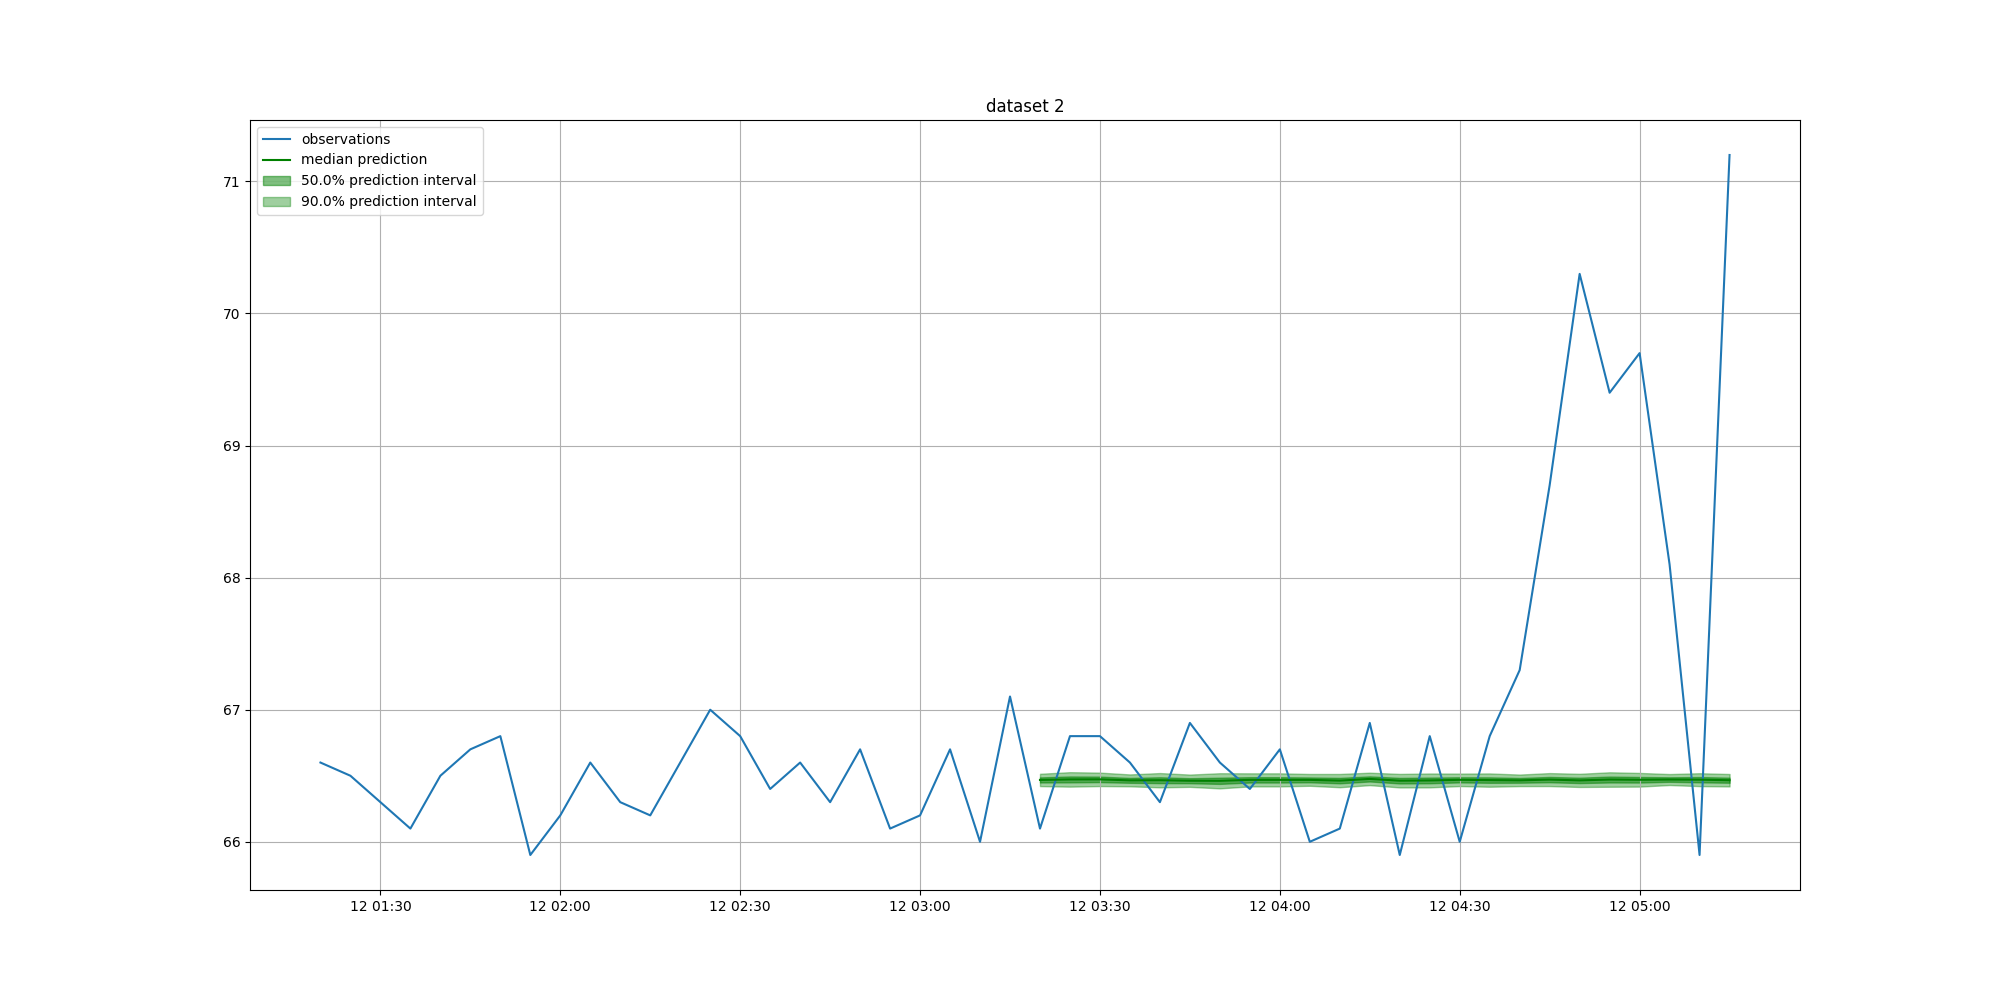 dataset 2
observations
median prediction
50.0% prediction interval
90.0% prediction interval
71
70
69
68
67
66
12 01:30 12 02:00 12 02:30 12 03:00 12 03:30 12 04:00 12 04:30 12 05:00